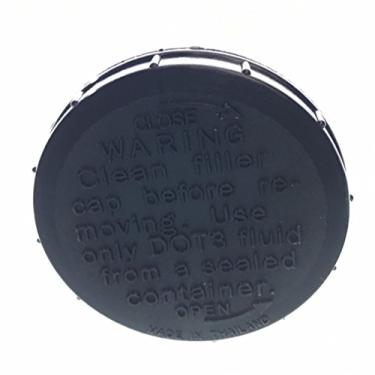 CLOSE
WARING
Clean filler
cap before re-
moving. Use
only DOT3 fluid
from a sealed
container.
OPEN
MADE IN THAILAND